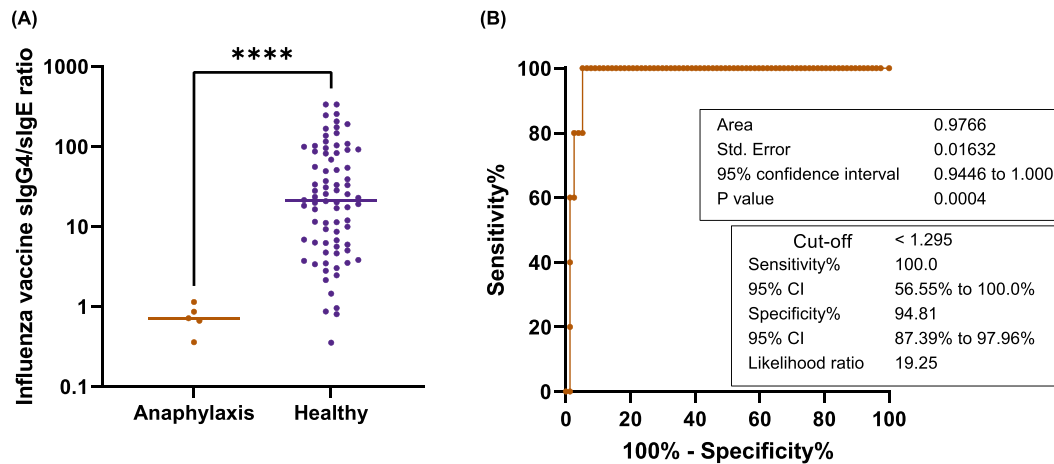 (A)
****
Influenza vaccine sIgG4/sIgE ratio
1000
100
10
1
0.1
Anaphylaxis
Healthy
(B)
Sensitivity%
100
80
60
40
20
0
Area 0.9766
Std. Error 0.01632
95% confidence interval 0.9446 to 1.000
P value 0.0004
Cut-off < 1.295
Sensitivity% 100.0
95% CI 56.55% to 100.0%
Specificity% 94.81
95% CI 87.39% to 97.96%
Likelihood ratio 19.25
0 20 40 60 80 100
100% - Specificity%